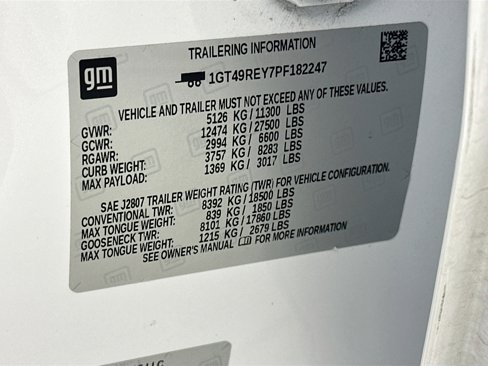 TRAILERING INFORMATION
gm
1GT49REY7PF182247
VEHICLE AND TRAILER MUST NOT EXCEED ANY OF THESE VALUES
GVWR: 5126 KG/11300 LBS
GCWR: 12474 KG/27500 LBS
RGAWR: 2994 KG/6600 LBS
CURB WEIGHT: 3757 KG/8283 LBS
MAX PAYLOAD: 1369 KG/3017 LBS
SAE J2807 TRAILER WEIGHT RATING (TWR) FOR VEHICLE CONFIGURATION.
CONVENTIONAL TWR: 8392 KG/18500 LBS
MAX TONGUE WEIGHT: 839 KG/1850 LBS
GOOSENECK TWR: 8101 KG/17860 LBS
MAX TONGUE WEIGHT: 1215 KG/2679 LBS
SEE OWNER'S MANUAL FOR MORE INFORMATION